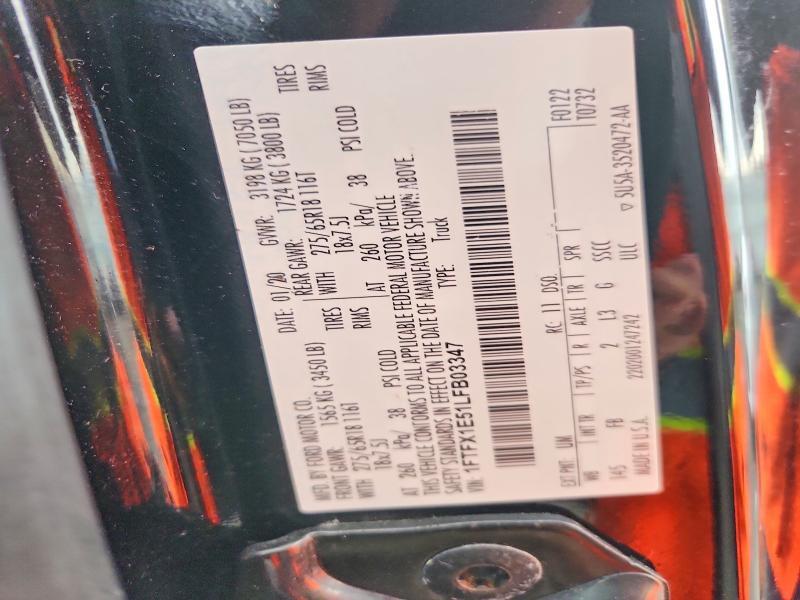 MFD. BY FORD MOTOR CO.
DATE: 01/20 GVWR: 3198 KG ( 7050 LB)
FRONT GAWR: 1565 KG ( 3450 LB) REAR GAWR: 1724 KG ( 3800 LB)
WITH 275/65R18 116T TIRES WITH 275/65R18 116T TIRES
18x7.5J RIMS 18x7.5J RIMS
AT 260 kPa/ 38 PSI COLD AT 260 kPa/ 38 PSI COLD
THIS VEHICLE CONFORMS TO ALL APPLICABLE FEDERAL MOTOR VEHICLE
SAFETY STANDARDS IN EFFECT ON THE DATE OF MANUFACTURE SHOWN ABOVE.
VIN: 1FTFX1E51LFB03347 TYPE: Truck
F0122
T0732
EXT PNT: UM RC: 11 DSO:
WB INT TR TP/PS R AXLE TR SPR
145 FB 2 L3 G SSCC
MADE IN U.S.A. 2202001247242 ULC
▽ 5U5A-3520472-AA